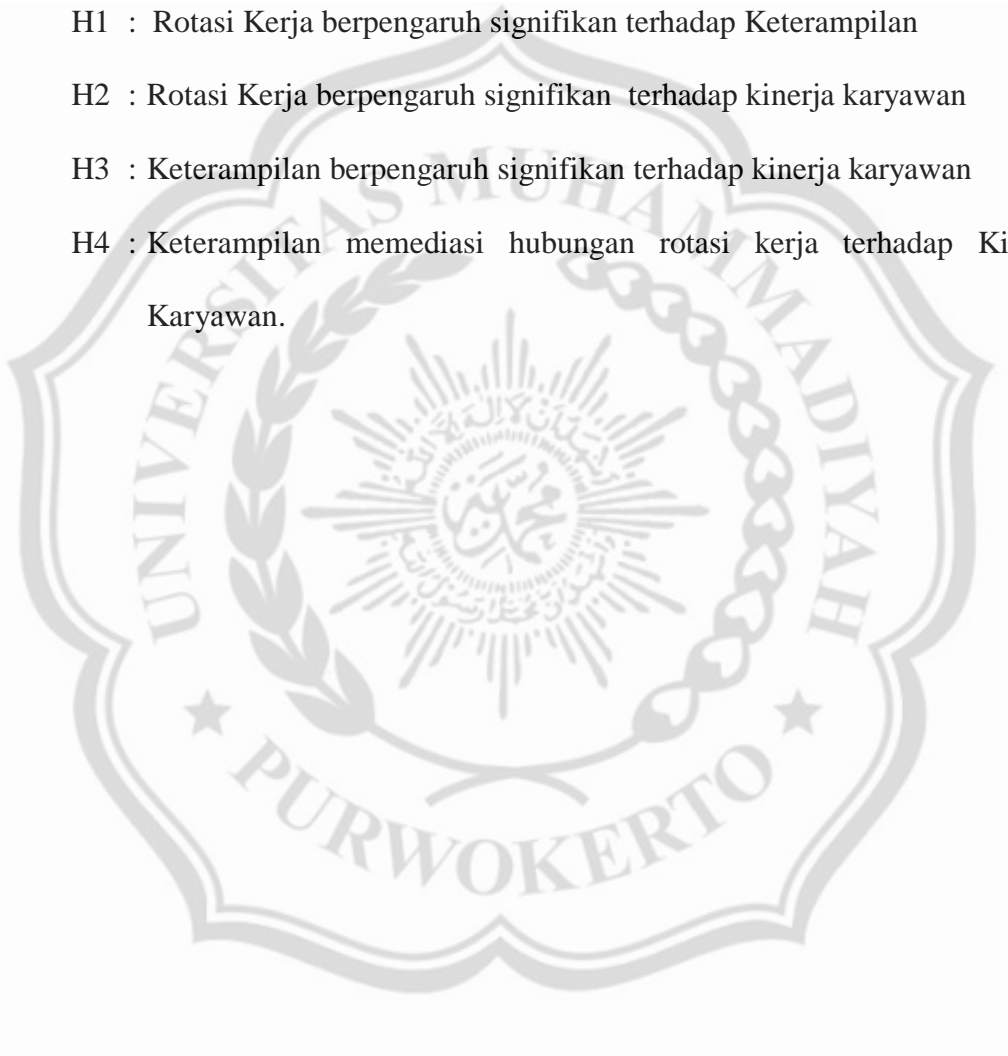 H1 : Rotasi Kerja berpengaruh signifikan terhadap Keterampilan
H2 : Rotasi Kerja berpengaruh signifikan terhadap kinerja karyawan
H3 : Keterampilan berpengaruh signifikan terhadap kinerja karyawan
H4 : Keterampilan memediasi hubungan rotasi kerja terhadap Ki
Karyawan.
UNIVERSITAS MUHAMMADIYAH
PURWOKERTO